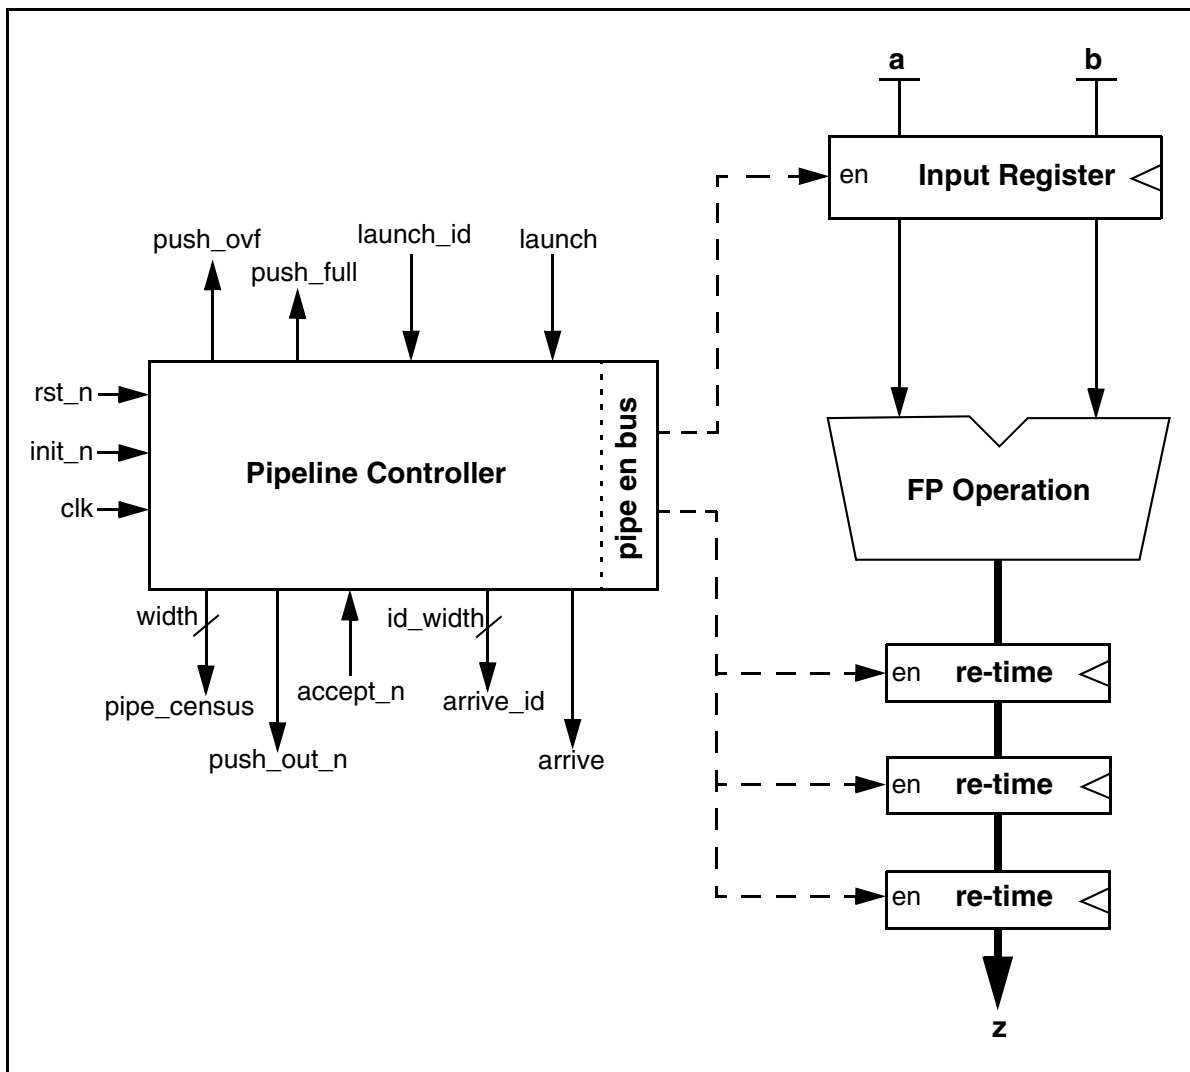 a
b
en
Input Register
push_ovf
push_full
launch_id
launch
rst_n
init_n
clk
Pipeline Controller
pipe en bus
FP Operation
width
id_width
pipe_census
push_out_n
accept_n
arrive_id
arrive
en
re-time
en
re-time
en
re-time
z